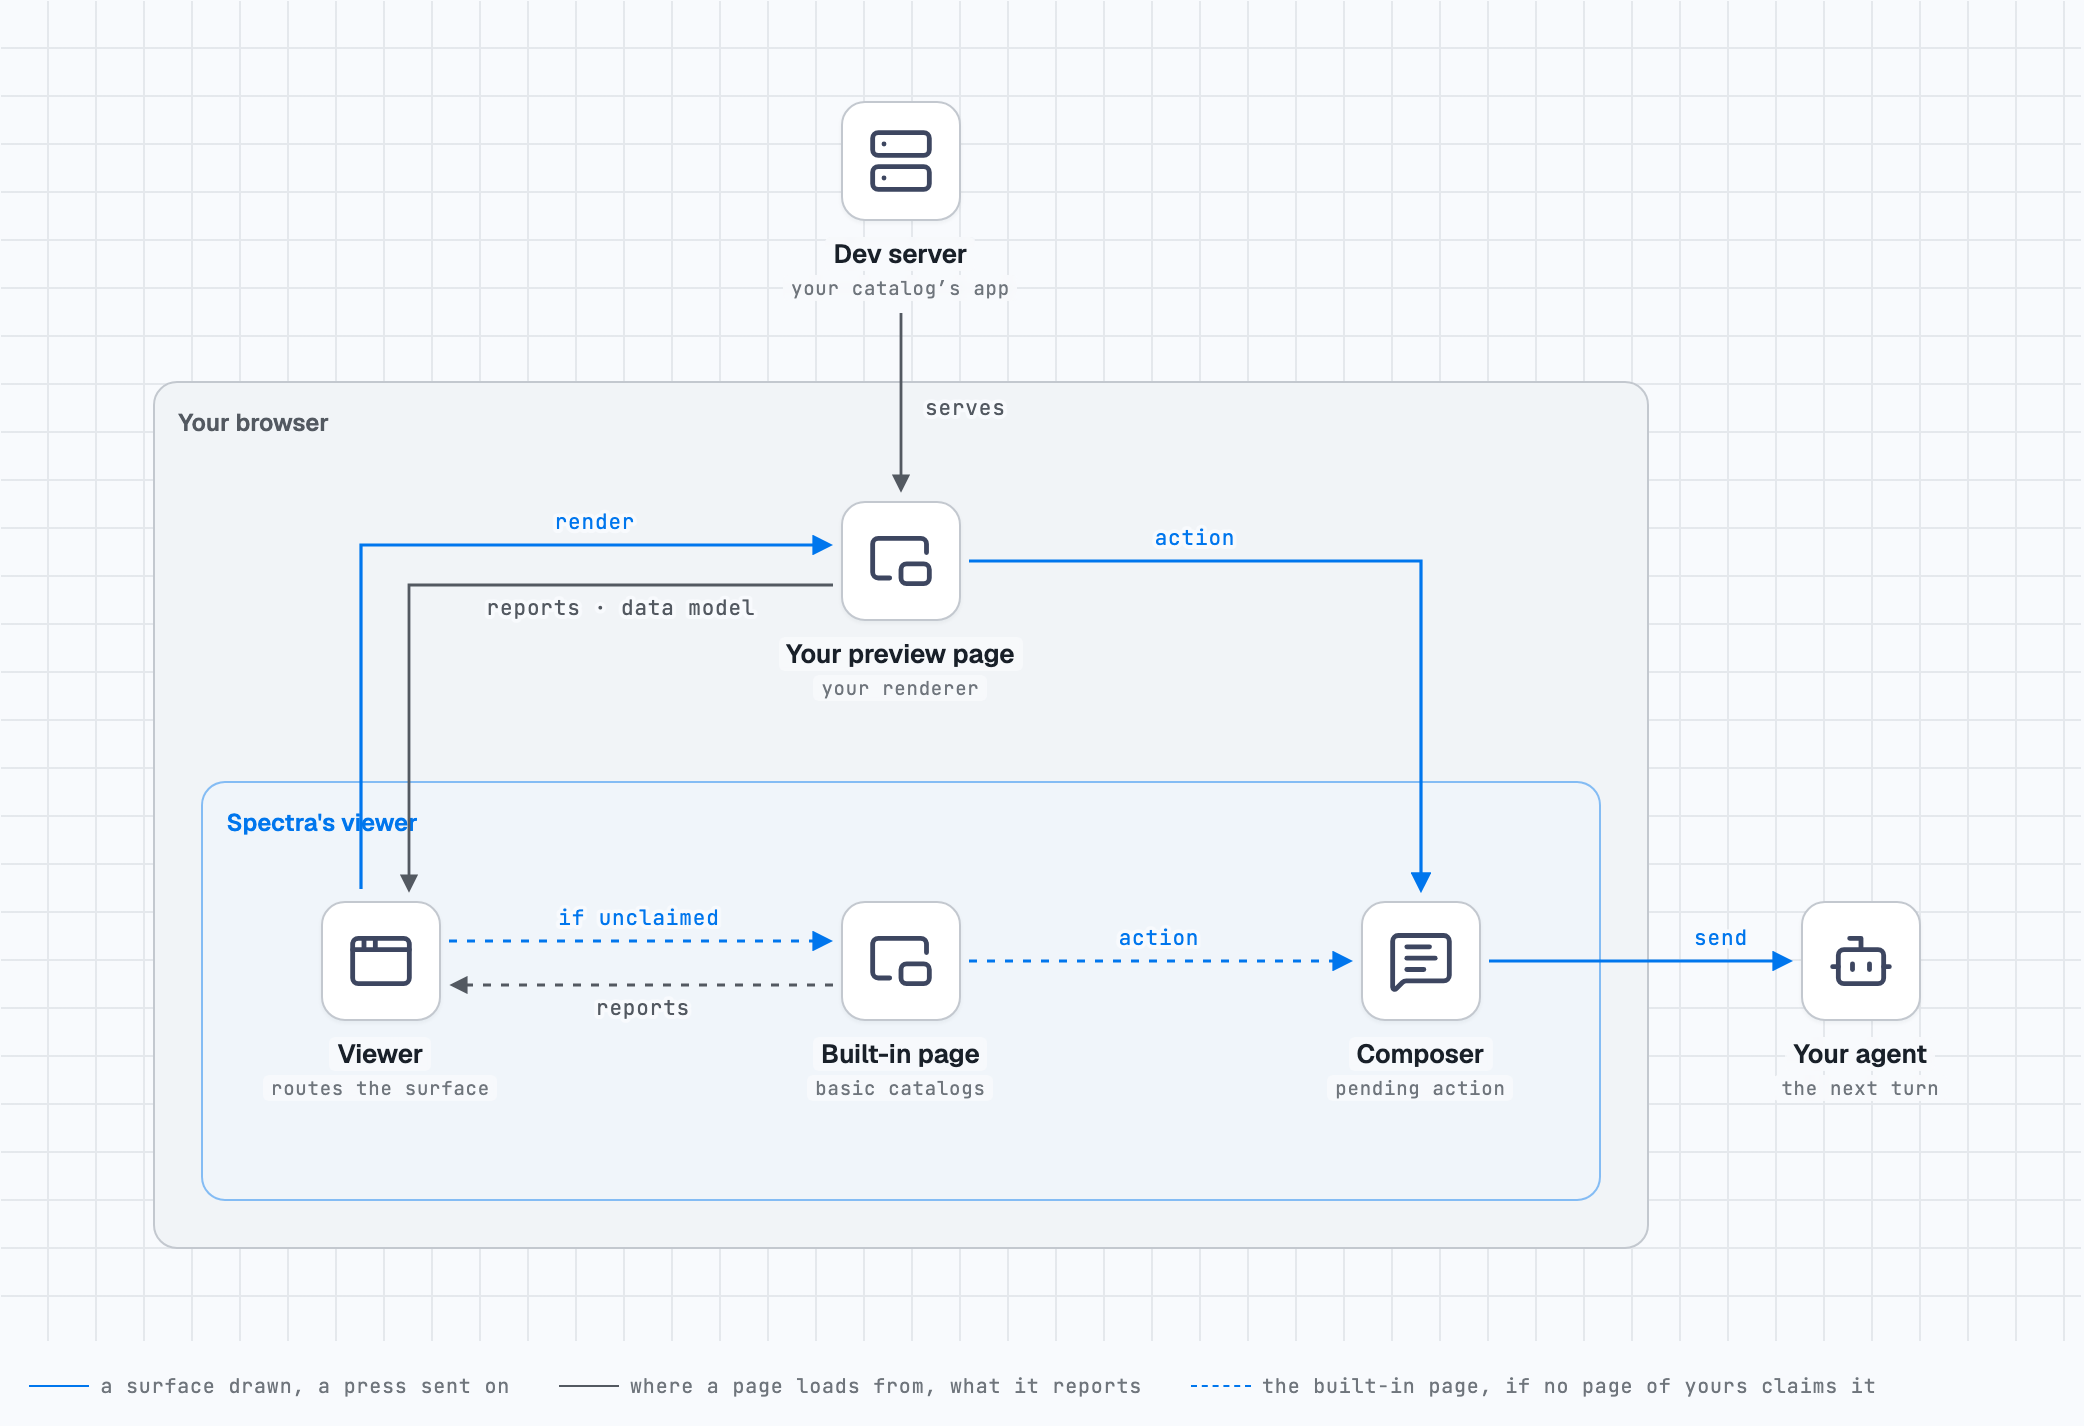 Dev server
your catalog’s app
serves
Your browser
render
action
reports · data model
Your preview page
your renderer
Spectra's viewer
if unclaimed
action
send
reports
Viewer
routes the surface
Built-in page
basic catalogs
Composer
pending action
Your agent
the next turn
a surface drawn, a press sent on
where a page loads from, what it reports
the built-in page, if no page of yours claims it